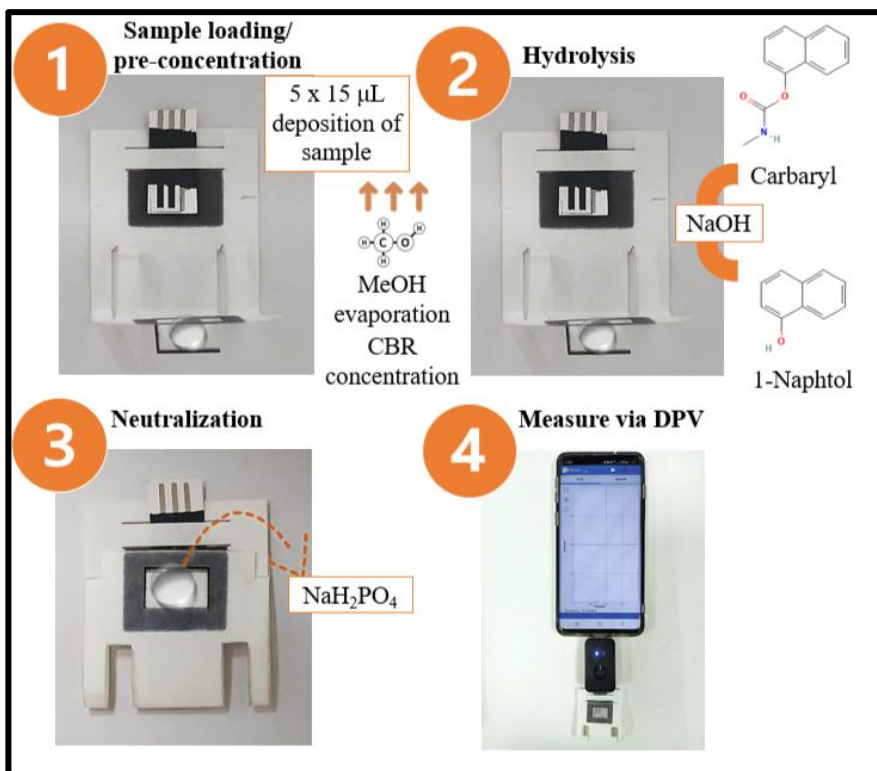 1
Sample loading/
pre-concentration
5 x 15 μL
deposition of
sample
H
H
H
C
O
H
MeOH
evaporation
CBR
concentration
2
Hydrolysis
O
O
N
H
Carbaryl
NaOH
O
H
1-Naphtol
3
Neutralization
NaH₂PO₄
4
Measure via DPV